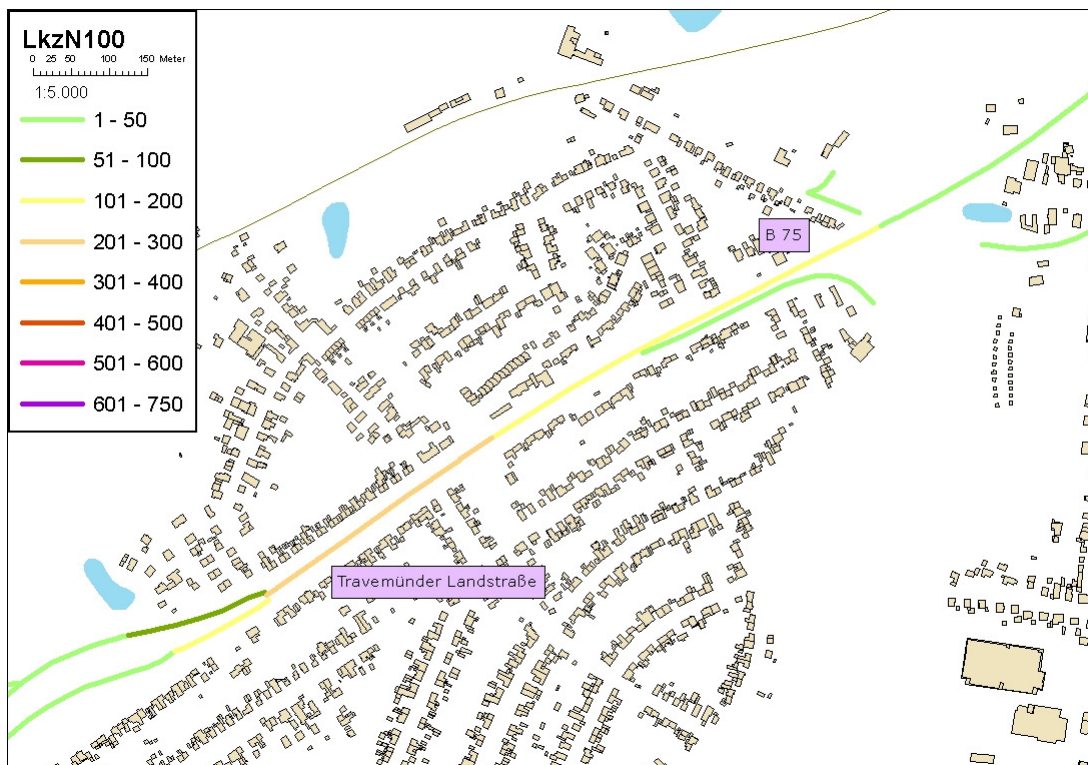 LkzN100
0 25 50 100 150 Meter
1:5.000
1 - 50
51 - 100
101 - 200
201 - 300
301 - 400
401 - 500
501 - 600
601 - 750
B 75
Travemünder Landstraße